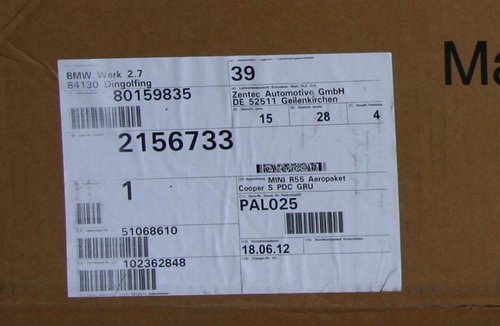 BMW Werk 2.7
84130 Dingolfing
80159835
39
Zentec Automotive GmbH
DE 52511 Geilenkirchen
15
28
4
2156733
1
MINI R55 Aeropaket
Cooper S PDC GRU
PAL025
51068610
18.06.12
102362848
Ma